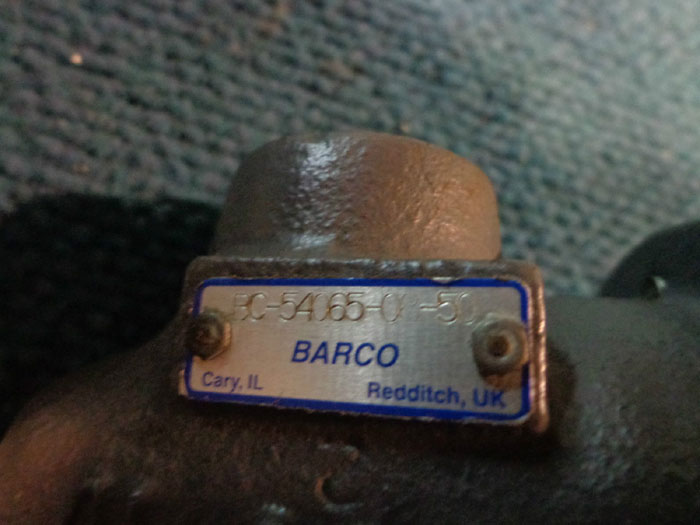 BARCO
Cary, IL
Redditch, UK